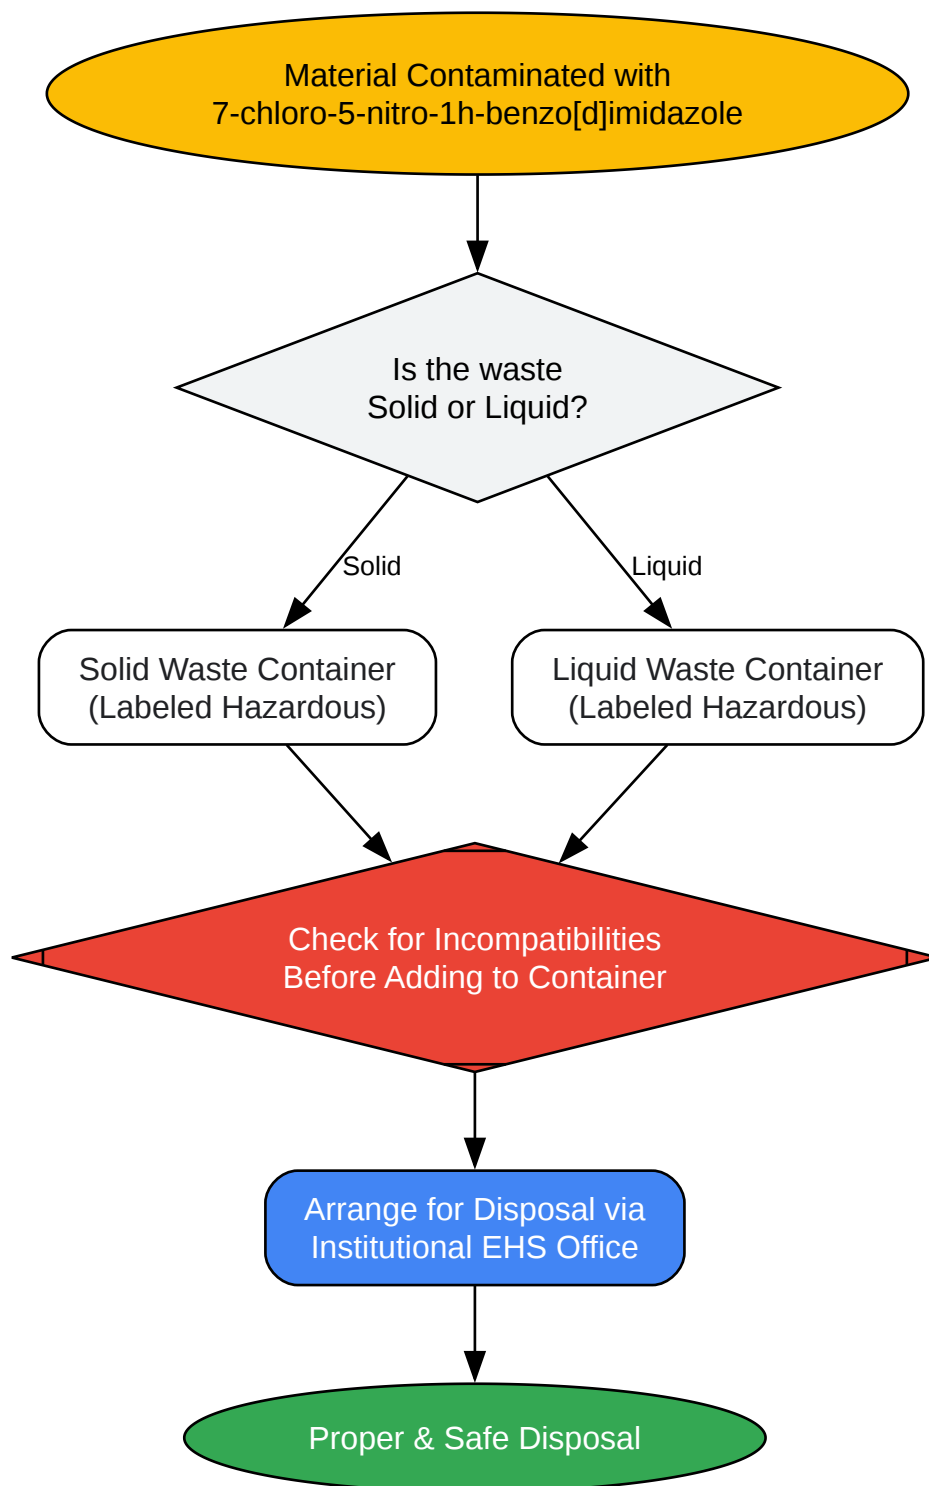 Material Contaminated with
7-chloro-5-nitro-1h-benzo[d]imidazole
Is the waste
Solid or Liquid?
Solid
Liquid
Solid Waste Container
(Labeled Hazardous)
Liquid Waste Container
(Labeled Hazardous)
Check for Incompatibilities
Before Adding to Container
Arrange for Disposal via
Institutional EHS Office
Proper & Safe Disposal